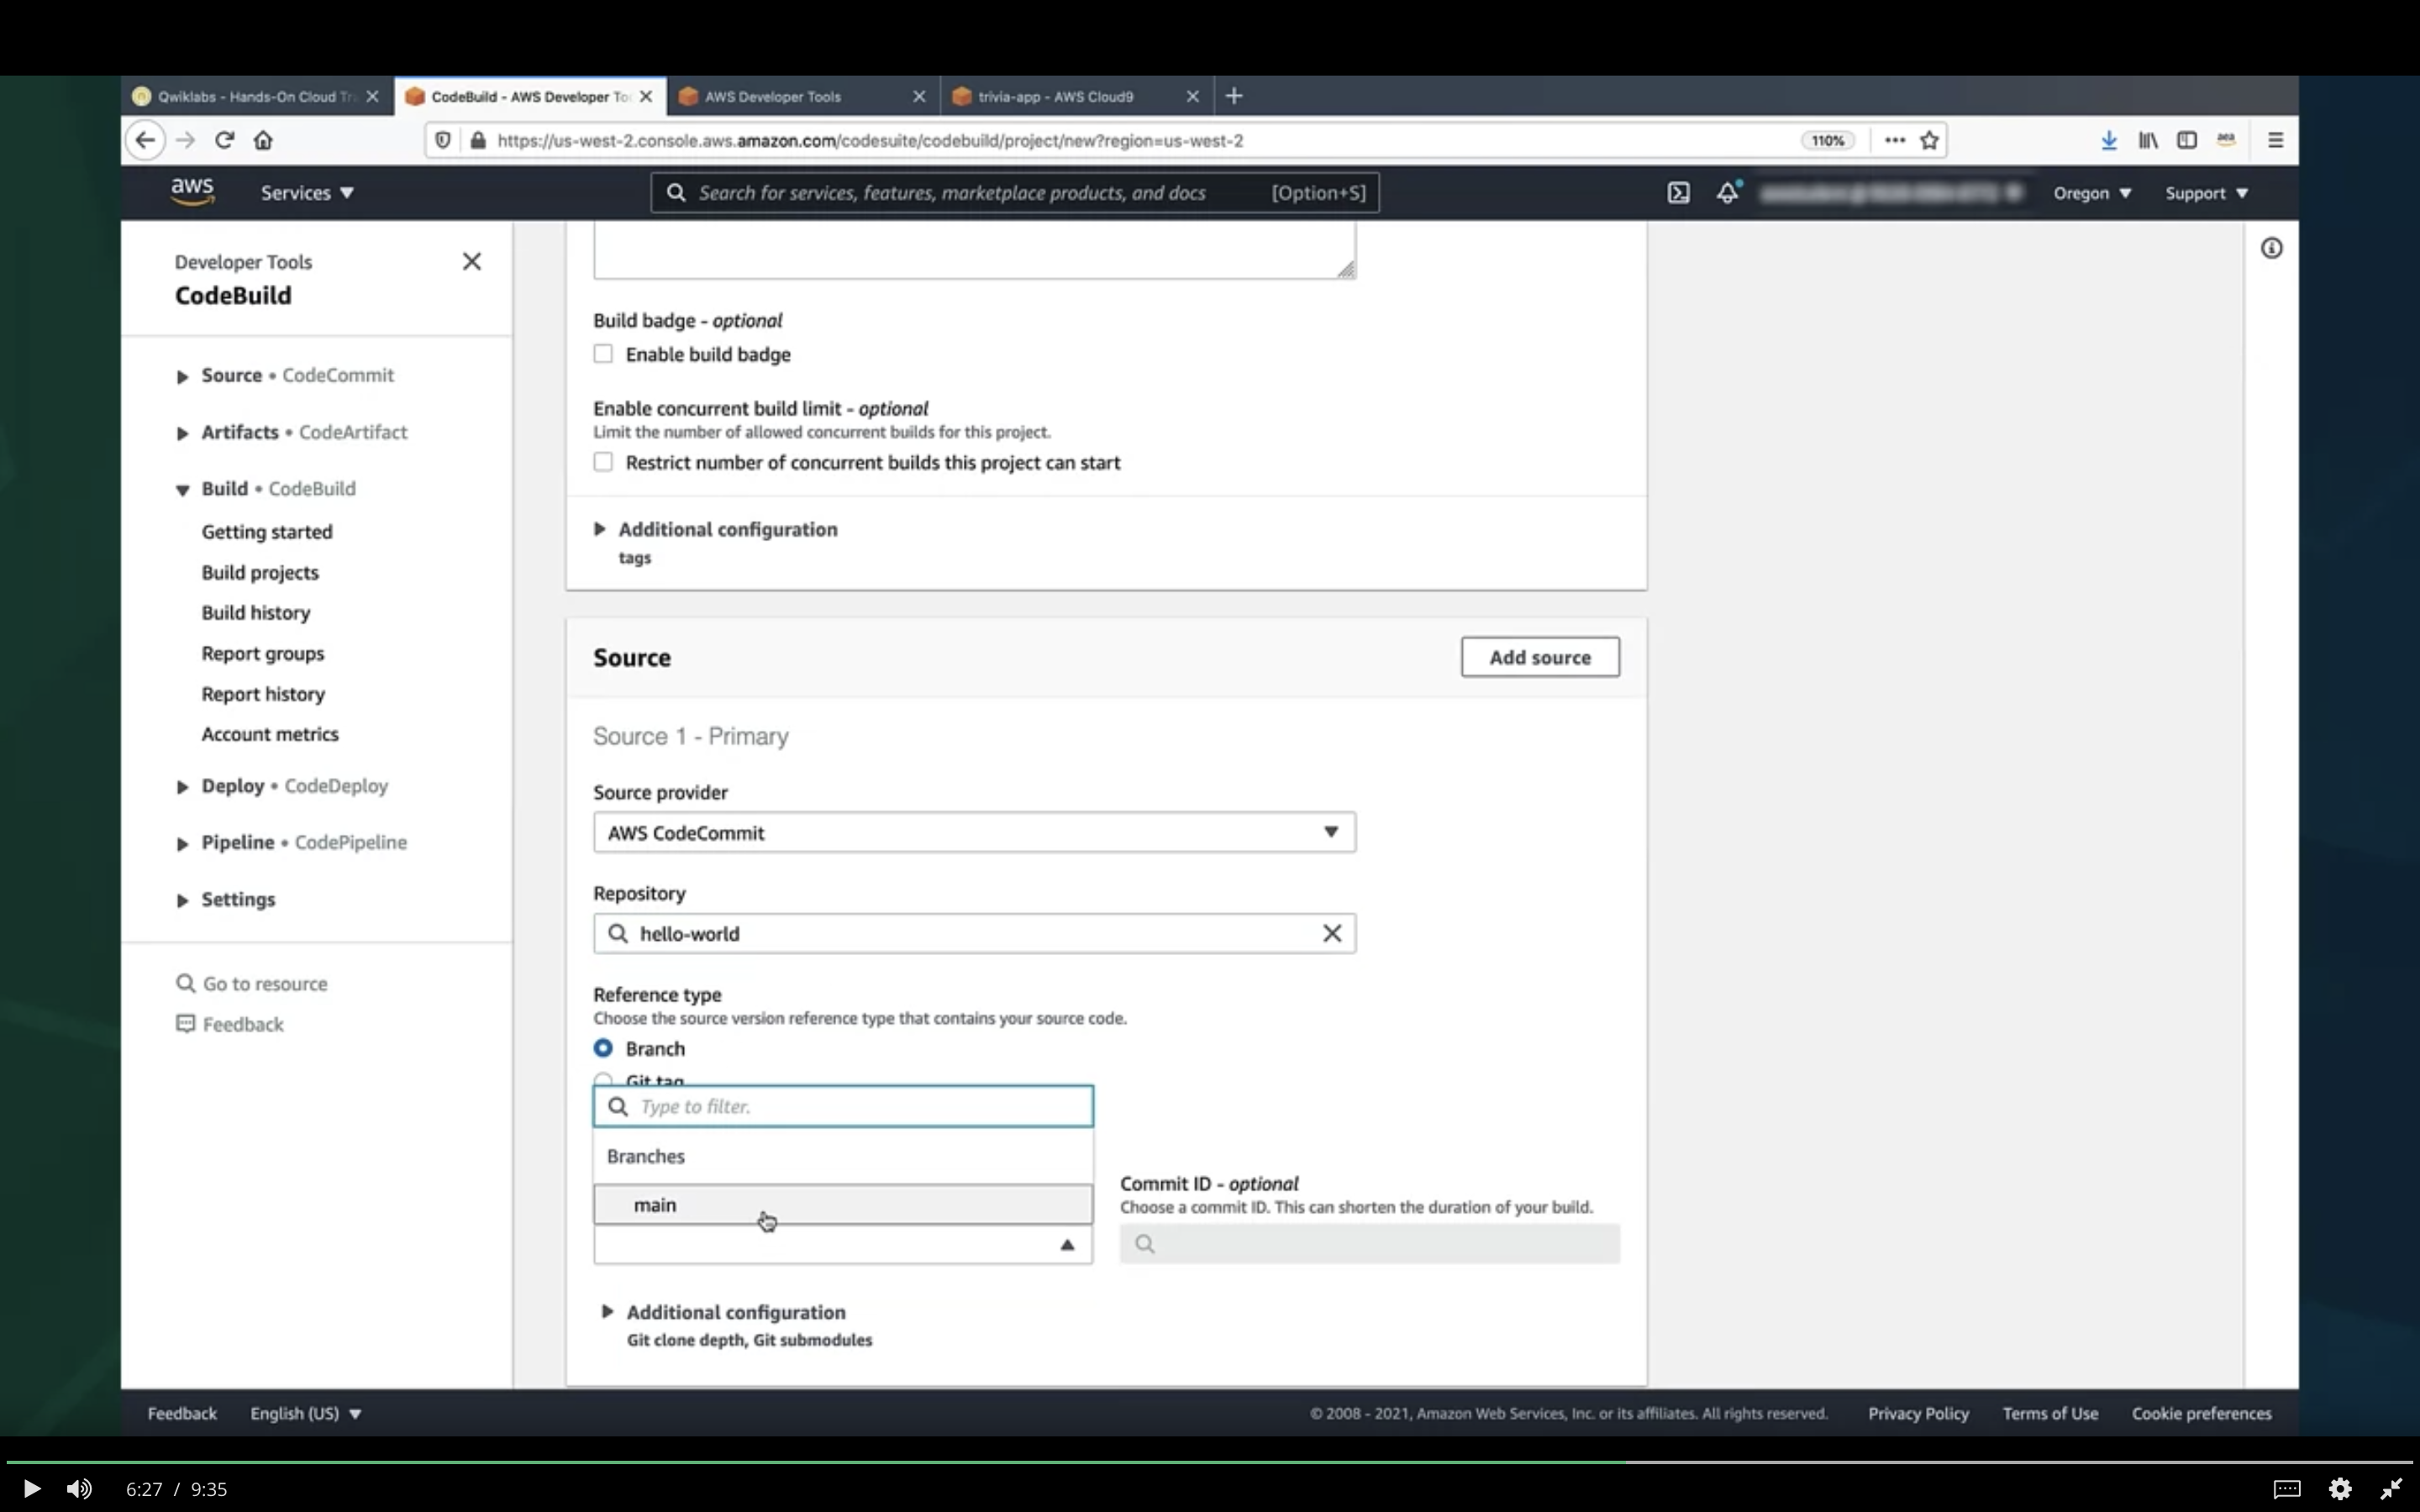 Qwiklabs - Hands-On Cloud Tr
CodeBuild - AWS Developer To
AWS Developer Tools
trivia-app - AWS Cloud9
https://us-west-2.console.aws.amazon.com/codesuite/codebuild/project/new?region=us-west-2
110%
aws
Services
Search for services, features, marketplace products, and docs
[Option+S]
Oregon
Support
Developer Tools
CodeBuild
Source • CodeCommit
Artifacts • CodeArtifact
Build • CodeBuild
Getting started
Build projects
Build history
Report groups
Report history
Account metrics
Deploy • CodeDeploy
Pipeline • CodePipeline
Settings
Go to resource
Feedback
Build badge - optional
Enable build badge
Enable concurrent build limit - optional
Limit the number of allowed concurrent builds for this project.
Restrict number of concurrent builds this project can start
Additional configuration
tags
Source
Add source
Source 1 - Primary
Source provider
AWS CodeCommit
Repository
hello-world
Reference type
Choose the source version reference type that contains your source code.
Branch
Git tag
Type to filter.
Branches
main
Commit ID - optional
Choose a commit ID. This can shorten the duration of your build.
Additional configuration
Git clone depth, Git submodules
Feedback
English (US)
© 2008 - 2021, Amazon Web Services, Inc. or its affiliates. All rights reserved.
Privacy Policy
Terms of Use
Cookie preferences
6:27 / 9:35